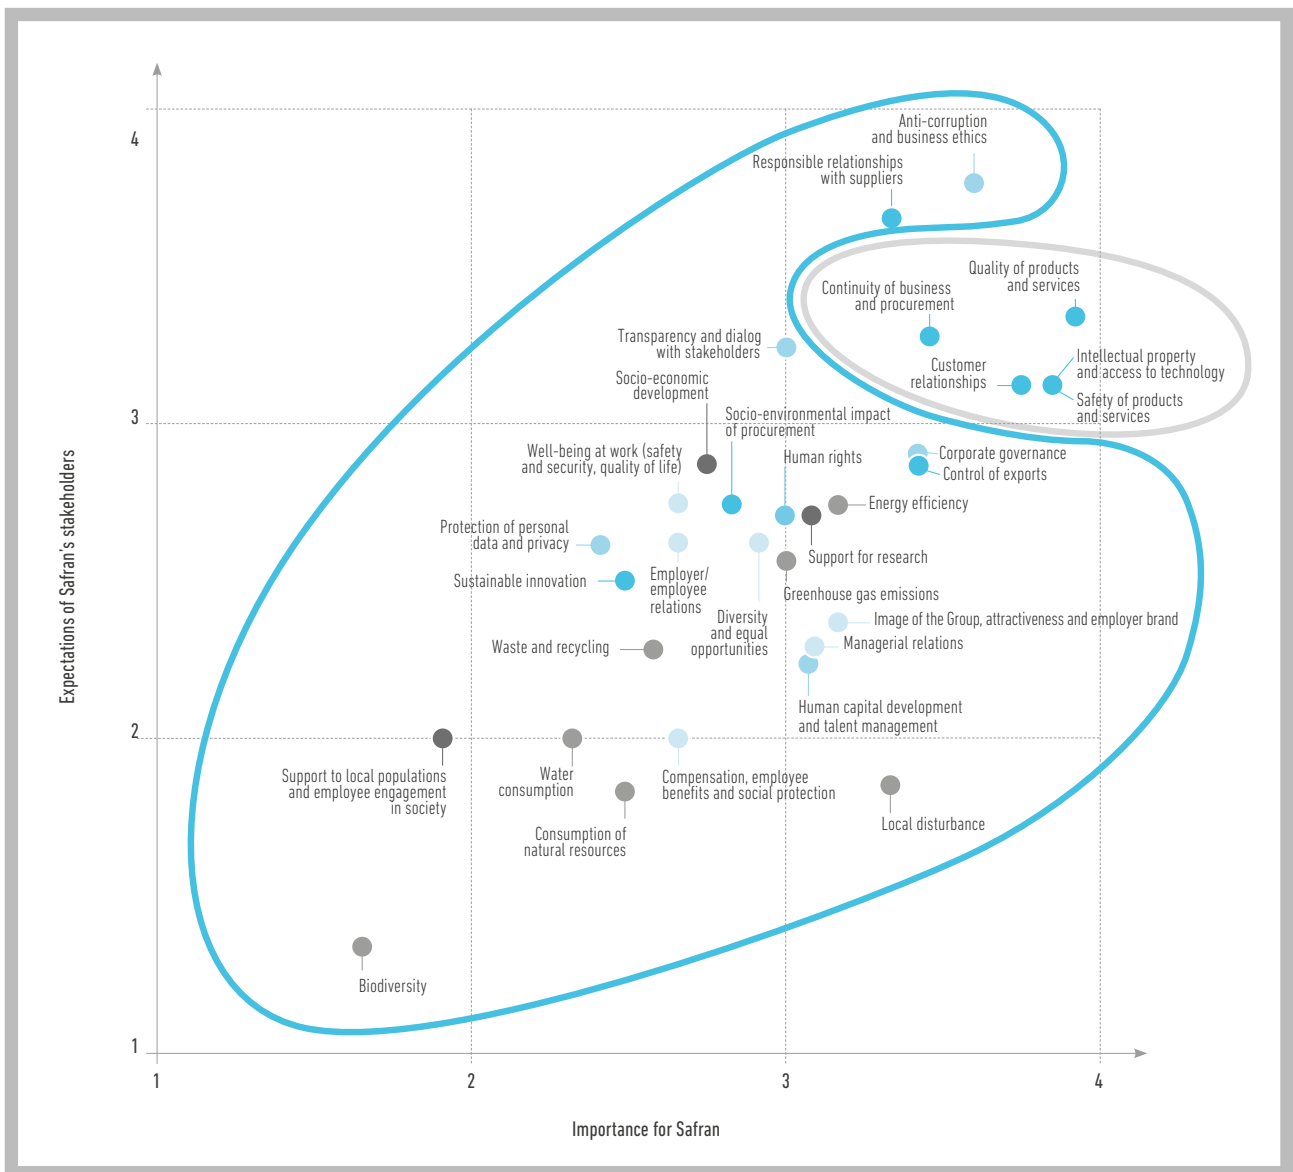 4
Anti-corruption
and business ethics
Responsible relationships
with suppliers
Quality of products
and services
Continuity of business
and procurement
Transparency and dialog
with stakeholders
Intellectual property
and access to technology
Customer
relationships
Socio-economic
development
Safety of products
and services
3
Socio-environmental impact
of procurement
Well-being at work (safety
and security, quality of life)
Human rights
Corporate governance
Control of exports
Energy efficiency
Protection of personal
data and privacy
Support for research
Sustainable innovation
Employer/
employee
relations
Greenhouse gas emissions
Diversity
and equal
opportunities
Image of the Group, attractiveness and employer brand
Waste and recycling
Managerial relations
Human capital development
and talent management
2
Support to local populations
and employee engagement
in society
Water
consumption
Compensation, employee
benefits and social protection
Consumption of
natural resources
Local disturbance
Biodiversity
1
Expectations of Safran's stakeholders
1
2
3
4
Importance for Safran